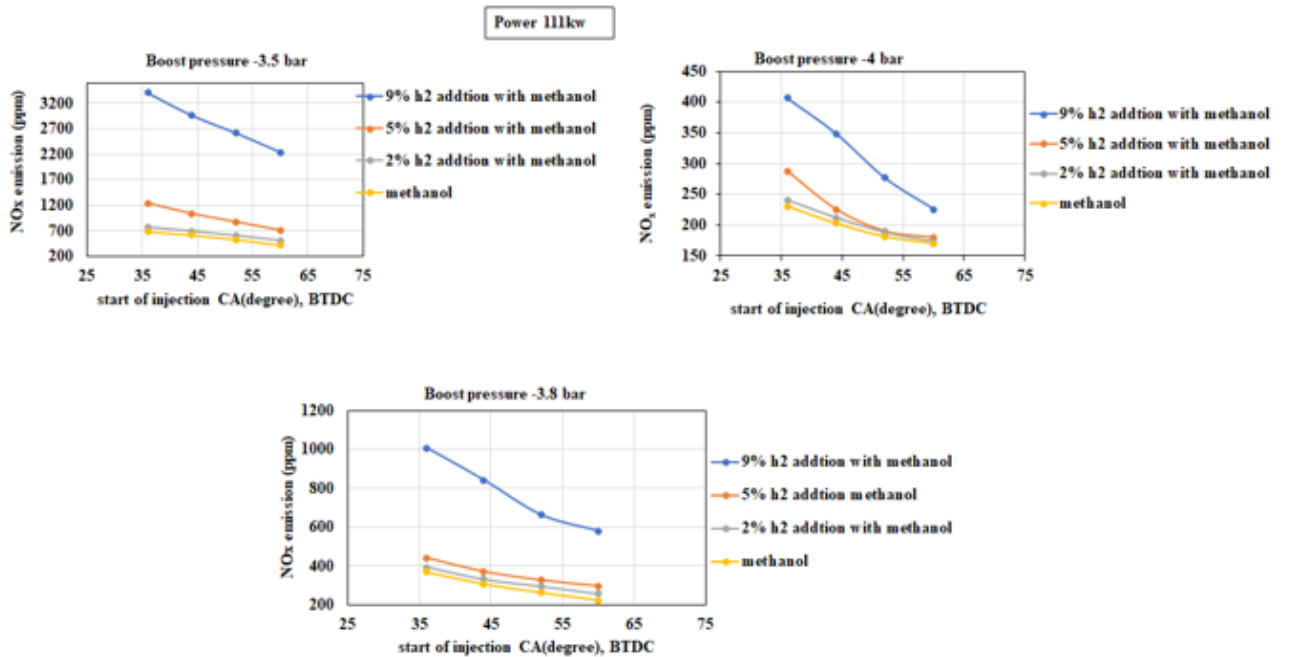 Power 111kw
Boost pressure -3.5 bar
NOx emission (ppm)
3200
2700
2200
1700
1200
700
200
25 35 45 55 65 75
start of injection CA(degree), BTDC
9% h2 addtion with methanol
5% h2 addtion with methanol
2% h2 addtion with methanol
methanol
Boost pressure -4 bar
NOx emission (ppm)
450
400
350
300
250
200
150
25 35 45 55 65 75
start of injection CA(degree), BTDC
9% h2 addtion with methanol
5% h2 addtion with methanol
2% h2 addtion with methanol
methanol
Boost pressure -3.8 bar
NOx emission (ppm)
1200
1000
800
600
400
200
25 35 45 55 65 75
start of injection CA(degree), BTDC
9% h2 addtion with methanol
5% h2 addtion methanol
2% h2 addtion with methanol
methanol